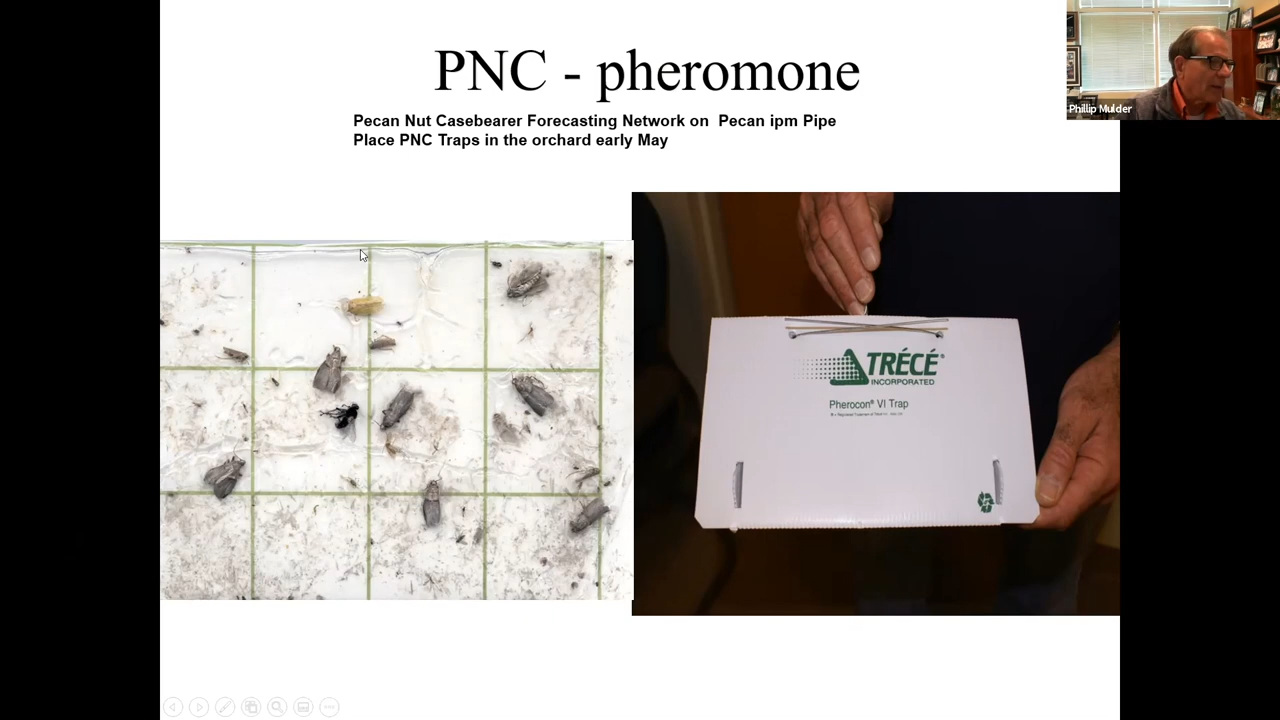 PNC - pheromone
Pecan Nut Casebearer Forecasting Network on Pecan ipm Pipe
Place PNC Traps in the orchard early May
Phillip Mulder
TRÉCÉ®
INCORPORATED
Pherocon® VI Trap